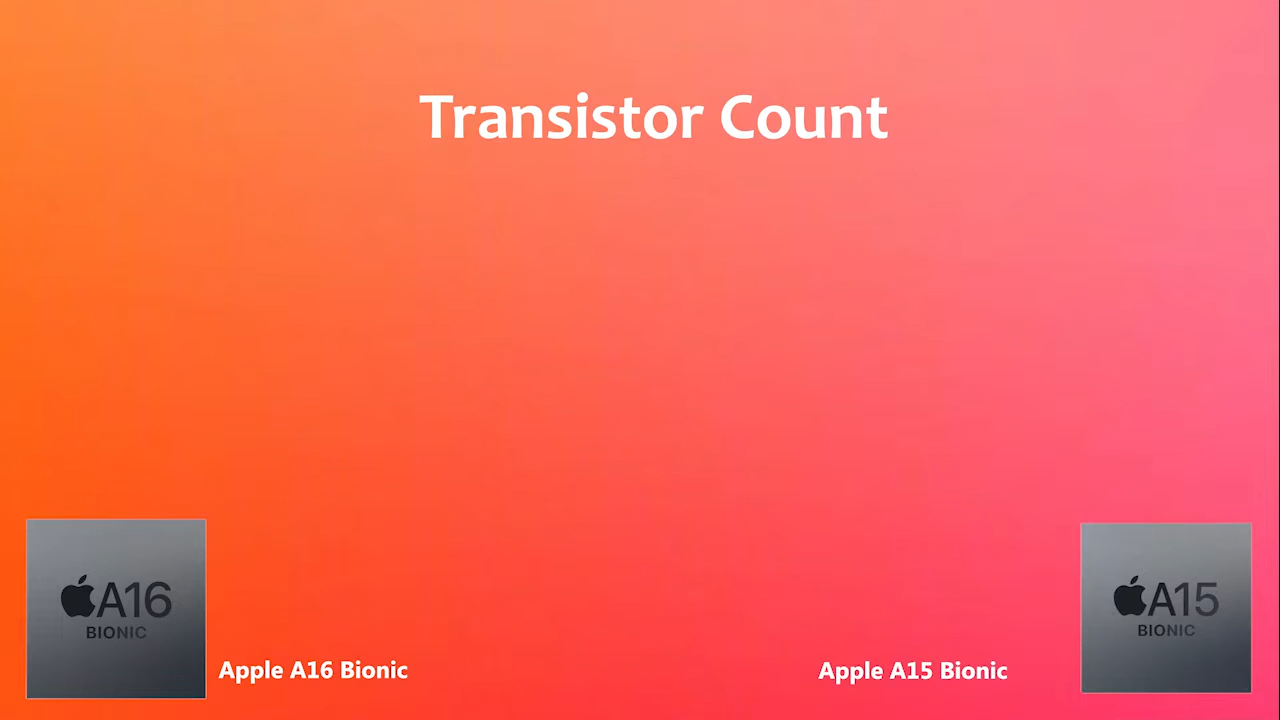 Transistor Count
A16
BIONIC
Apple A16 Bionic
Apple A15 Bionic
A15
BIONIC